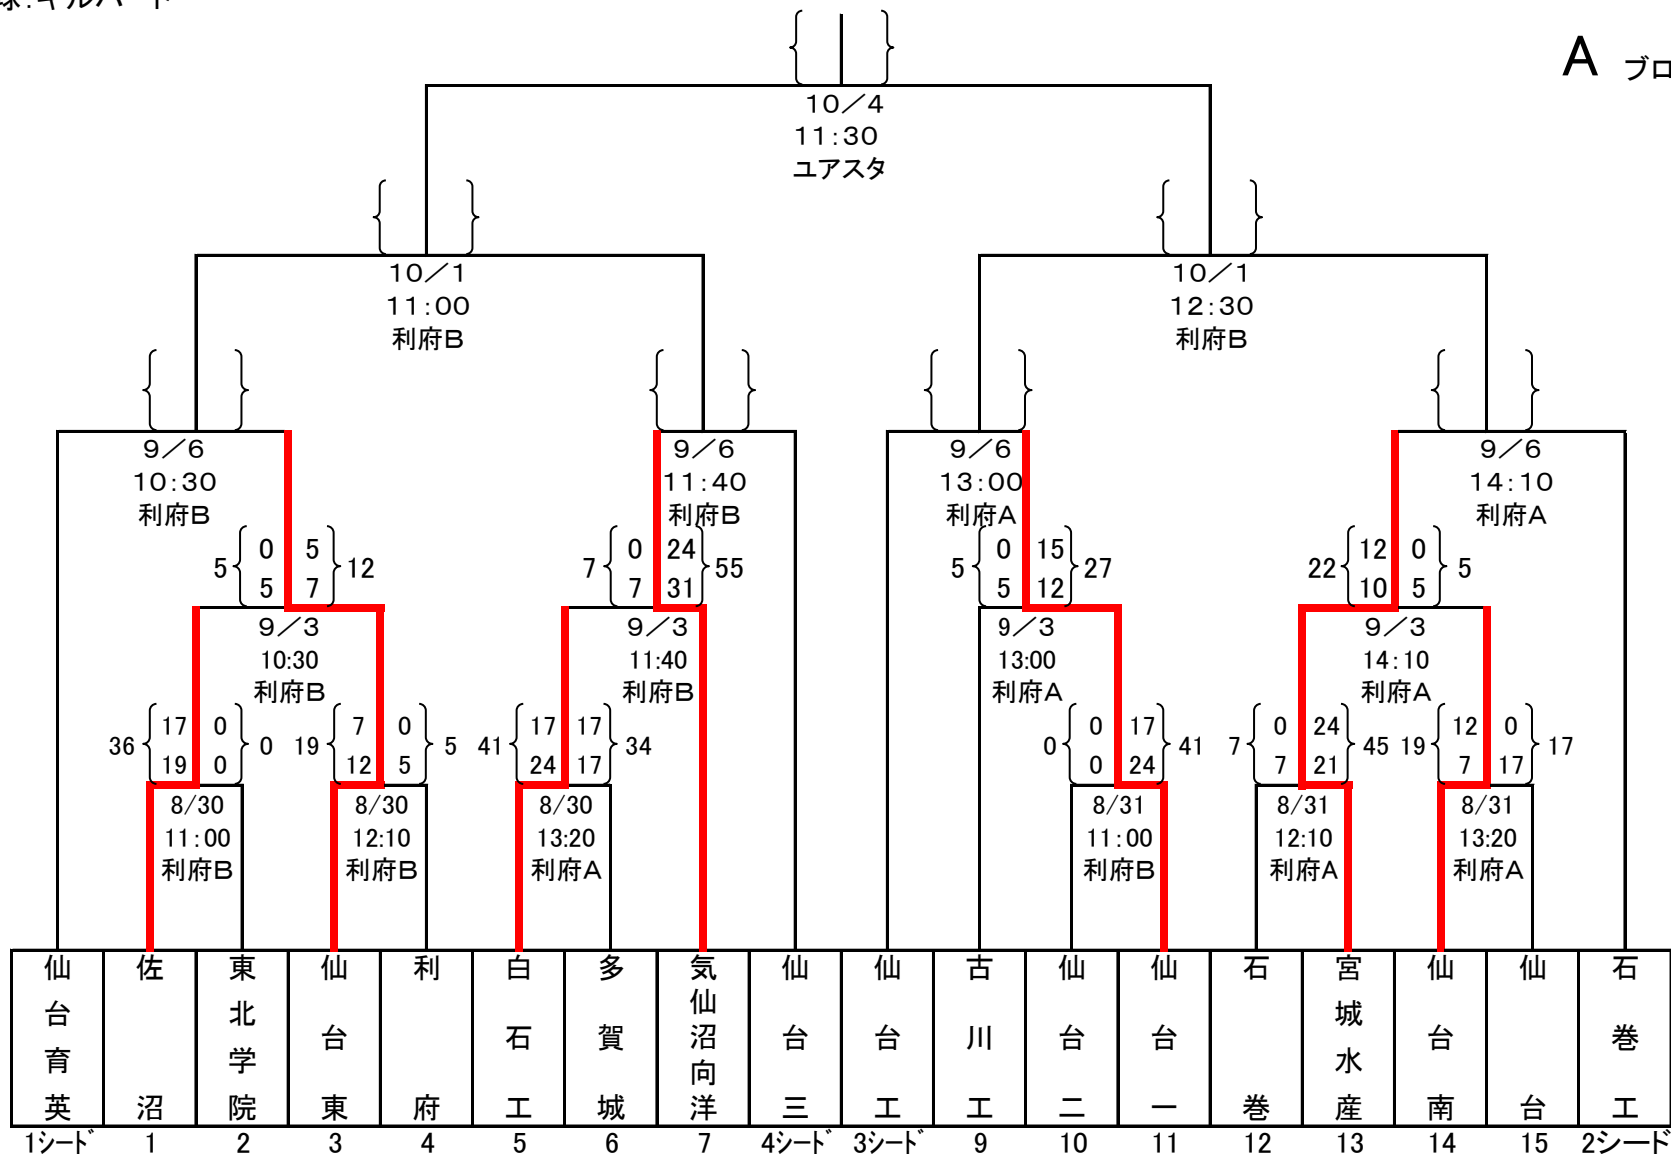 球:ギルバート
A ブロ
10／4
11:30
ユアスタ
10／1
11:00
利府B
10／1
12:30
利府B
9／6
10:30
利府B
9／6
11:40
利府B
9／6
13:00
利府A
9／6
14:10
利府A
5 0 5 12
5 7
7 0 24 55
7 31
5 0 15 27
5 12
22 12 0 5
10 5
9／3
10:30
利府B
9／3
11:40
利府B
9／3
13:00
利府A
9／3
14:10
利府A
36 17 0 0
19 0
19 7 0 5
12 5
41 17 17 34
24 17
0 0 17 41
0 24
7 0 24 45
7 21
19 12 0 17
7 17
8/30
11:00
利府B
8/30
12:10
利府B
8/30
13:20
利府A
8/31
11:00
利府B
8/31
12:10
利府A
8/31
13:20
利府A
仙台育英
佐沼
東北学院
仙台東
利府
白石工
多賀城
気仙沼向洋
仙台三
仙台工
古川工
仙台二
仙台一
石巻
宮城水産
仙台南
仙台
石巻工
1シード 1 2 3 4 5 6 7 4シード 3シード 9 10 11 12 13 14 15 2シード